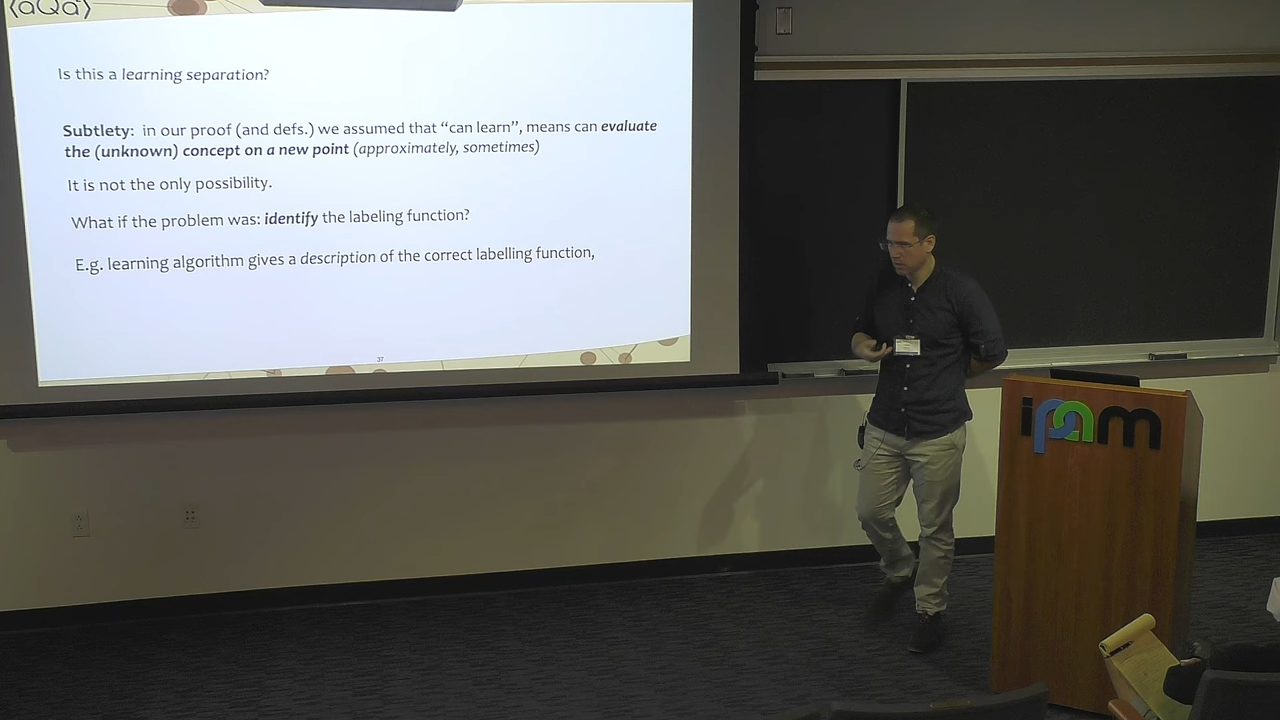 ⟨aQaᴸ⟩
Is this a learning separation?
Subtlety: in our proof (and defs.) we assumed that “can learn”, means can evaluate
the (unknown) concept on a new point (approximately, sometimes)
It is not the only possibility.
What if the problem was: identify the labeling function?
E.g. learning algorithm gives a description of the correct labelling function,
37
ipam